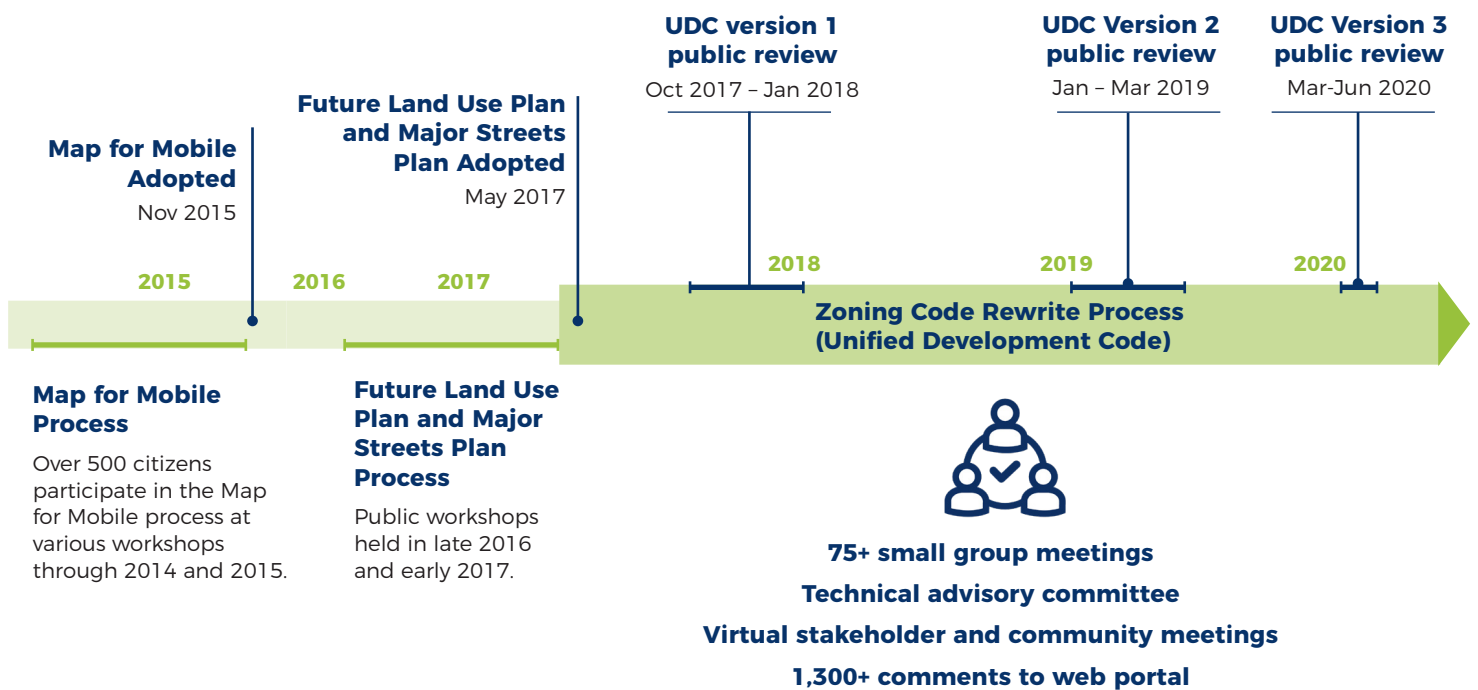 UDC version 1
public review
Oct 2017 – Jan 2018
UDC Version 2
public review
Jan – Mar 2019
UDC Version 3
public review
Mar-Jun 2020
Future Land Use Plan
and Major Streets
Plan Adopted
May 2017
Map for Mobile
Adopted
Nov 2015
2015
2016
2017
2018
2019
2020
Zoning Code Rewrite Process
(Unified Development Code)
Map for Mobile
Process
Over 500 citizens
participate in the Map
for Mobile process at
various workshops
through 2014 and 2015.
Future Land Use
Plan and Major
Streets Plan
Process
Public workshops
held in late 2016
and early 2017.
75+ small group meetings
Technical advisory committee
Virtual stakeholder and community meetings
1,300+ comments to web portal